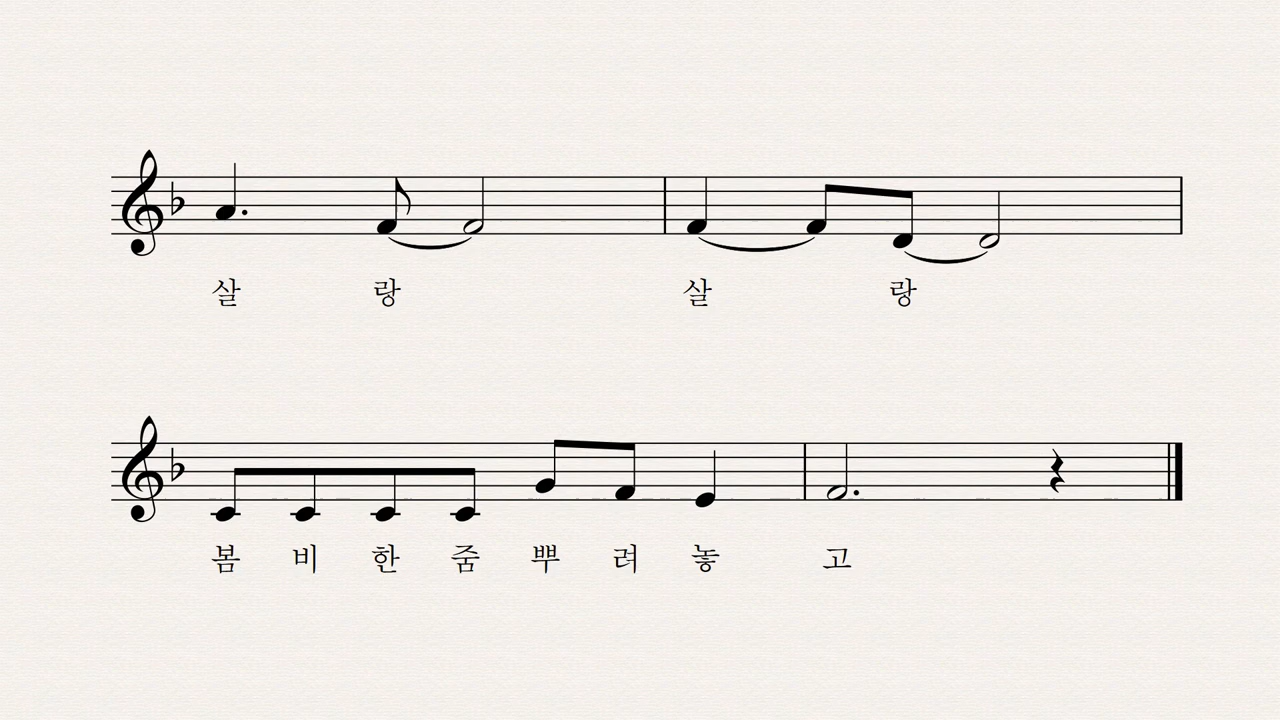 살 랑 살 랑
봄 비 한 줌 뿌 려 놓 고